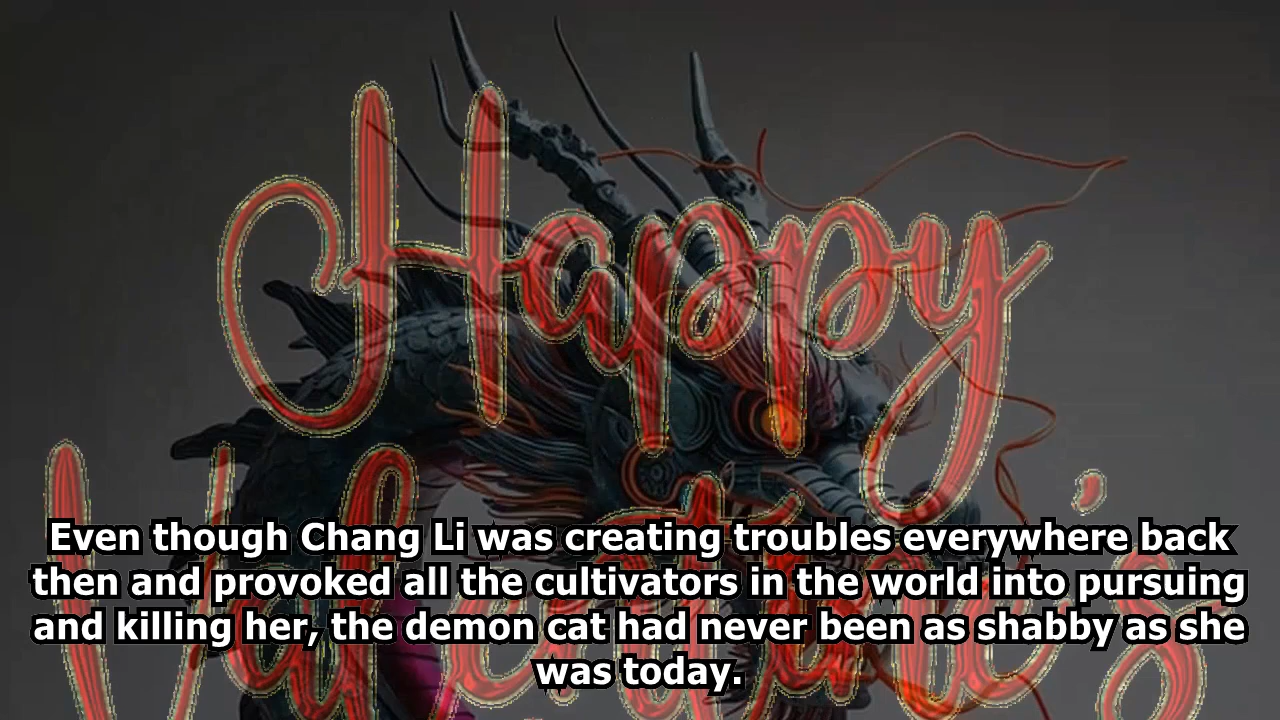 Happy
Valentine's
Even though Chang Li was creating troubles everywhere back
then and provoked all the cultivators in the world into pursuing
and killing her, the demon cat had never been as shabby as she
was today.